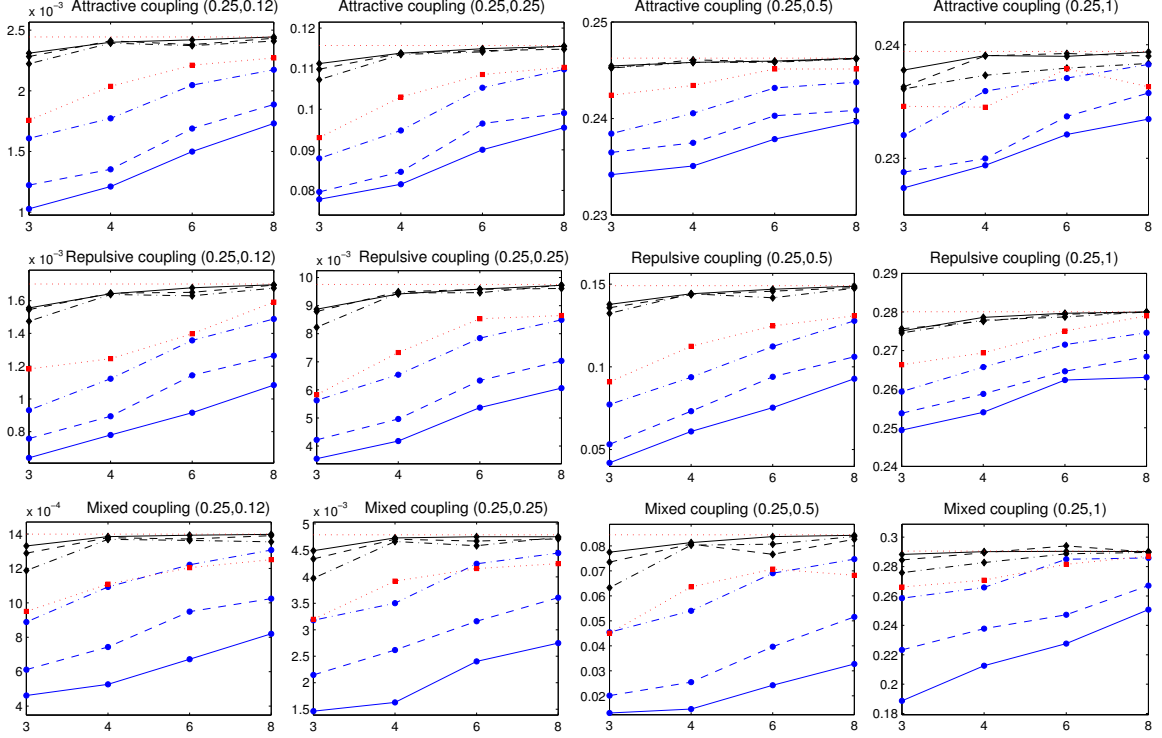 Attractive coupling (0.25,0.12)
Attractive coupling (0.25,0.25)
Attractive coupling (0.25,0.5)
Attractive coupling (0.25,1)
x 10⁻³
2.5
2
1.5
1
3 4 6 8
0.12
0.11
0.1
0.09
0.08
3 4 6 8
0.25
0.24
0.23
3 4 6 8
0.24
0.23
3 4 6 8
Repulsive coupling (0.25,0.12)
Repulsive coupling (0.25,0.25)
Repulsive coupling (0.25,0.5)
Repulsive coupling (0.25,1)
x 10⁻³
1.6
1.4
1.2
1
0.8
3 4 6 8
x 10⁻³
10
9
8
7
6
5
4
3 4 6 8
0.15
0.1
0.05
3 4 6 8
0.29
0.28
0.27
0.26
0.25
0.24
3 4 6 8
Mixed coupling (0.25,0.12)
Mixed coupling (0.25,0.25)
Mixed coupling (0.25,0.5)
Mixed coupling (0.25,1)
x 10⁻⁴
14
12
10
8
6
4
3 4 6 8
x 10⁻³
5
4.5
4
3.5
3
2.5
2
1.5
3 4 6 8
0.08
0.07
0.06
0.05
0.04
0.03
0.02
3 4 6 8
0.3
0.28
0.26
0.24
0.22
0.2
0.18
3 4 6 8